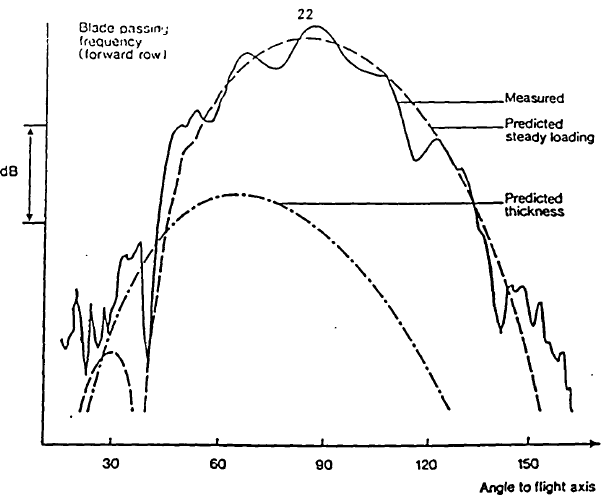 22
Blade passing
frequency
(forward row)
Measured
Predicted
steady loading
dB
Predicted
thickness
30
60
90
120
150
Angle to flight axis